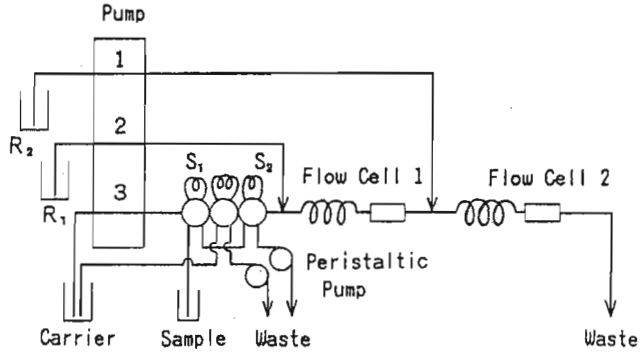 Pump
1
R₂
2
S₁ S₂
Flow Cell 1
Flow Cell 2
R₁
3
Peristaltic
Pump
Carrier
Sample
Waste
Waste